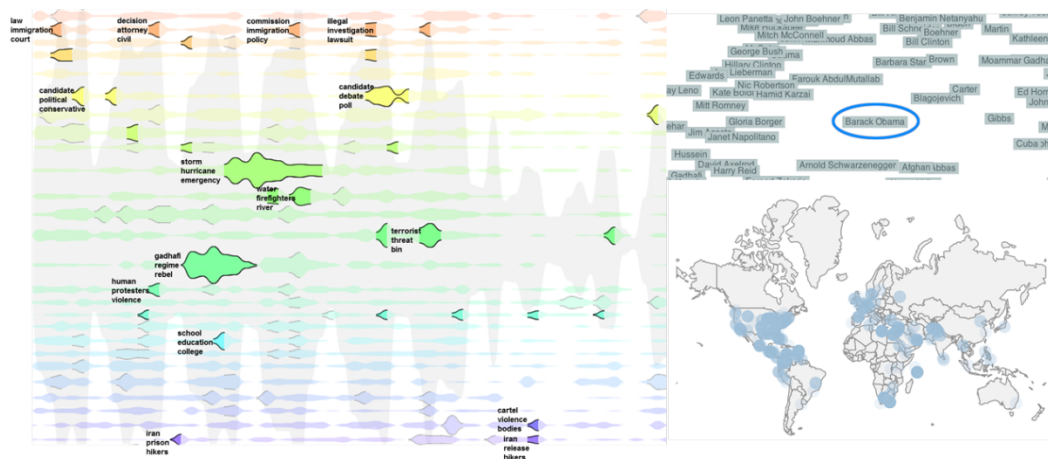 law
immigration
court
decision
attorney
civil
commission
immigration
policy
illegal
investigation
lawsuit
candidate
political
conservative
candidate
debate
poll
storm
hurricane
emergency
water
firefighters
river
terrorist
threat
bin
gadhafi
regime
rebel
human
protesters
violence
school
education
college
cartel
violence
bodies
iran
prison
hikers
iran
release
hikers
Leon Panetta
John Boehner
Benjamin Netanyahu
Mitch McConnell
Boehner
Martin
Bill Clinton
Kathleen
George Bush
Hillary Clinton
Barbara Star
Brown
Moammar Gadha
Edwards
Lieberman
Farouk AbdulMutallab
Nic Robertson
Carter
ay Leno
Hamid Karzai
Blagojevich
Ed Hor
John
Mitt Romney
Gloria Borger
Barack Obama
Gibbs
M
ehar
Janet Napolitano
Cuba
Hussein
David Axelrod
Arnold Schwarzenegger
Afghan
Gadhafi
Harry Reid